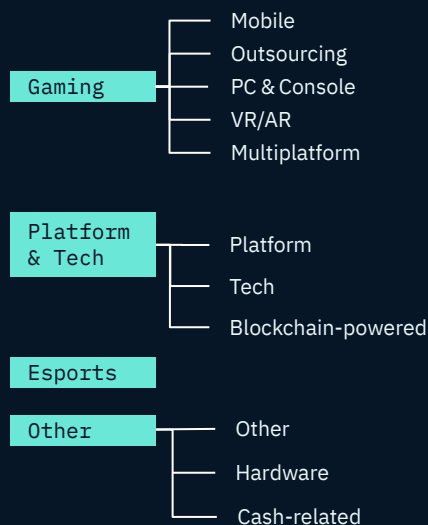 Gaming
Mobile
Outsourcing
PC & Console
VR/AR
Multiplatform
Platform
& Tech
Platform
Tech
Blockchain-powered
Esports
Other
Other
Hardware
Cash-related